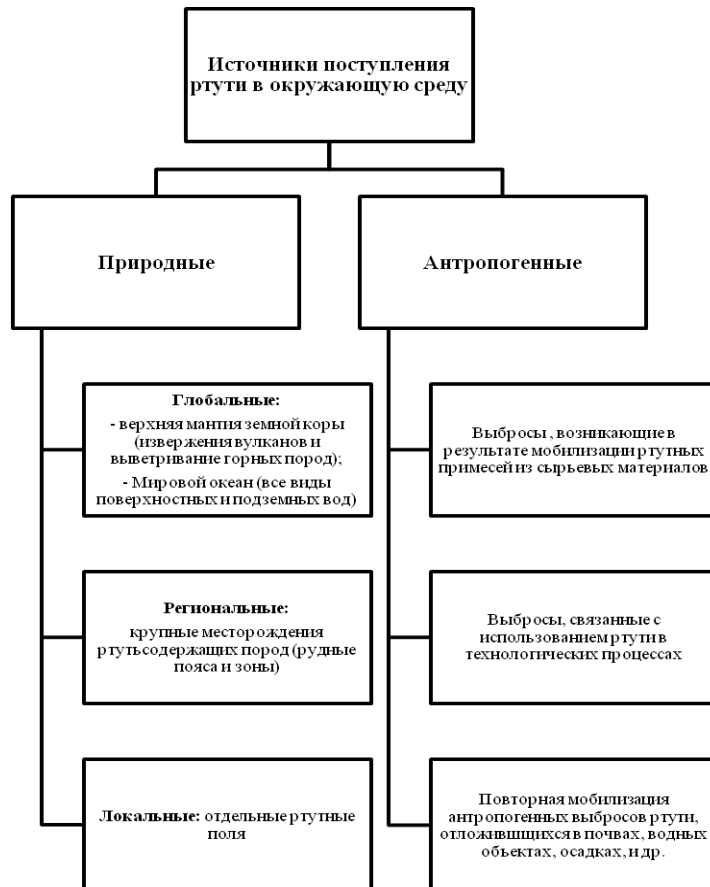 Источники поступления
ртути в окружающую среду
Природные
Антропогенные
Глобальные:
- верхняя мантия земной коры
(извержения вулканов и
выветривание горных пород);
- Мировой океан (все виды
поверхностных и подземных вод)
Региональные:
крупные месторождения
ртутьсодержащих пород (рудные
пояса и зоны)
Локальные: отдельные ртутные
поля
Выбросы , возникающие в
результате мобилизации ртутных
примесей из сырьевых материалов
Выбросы, связанные с
использованием ртути в
технологических процессах
Повторная мобилизация
антропогенных выбросов ртути,
отложившихся в почвах, водных
объектах, осадках, и др.